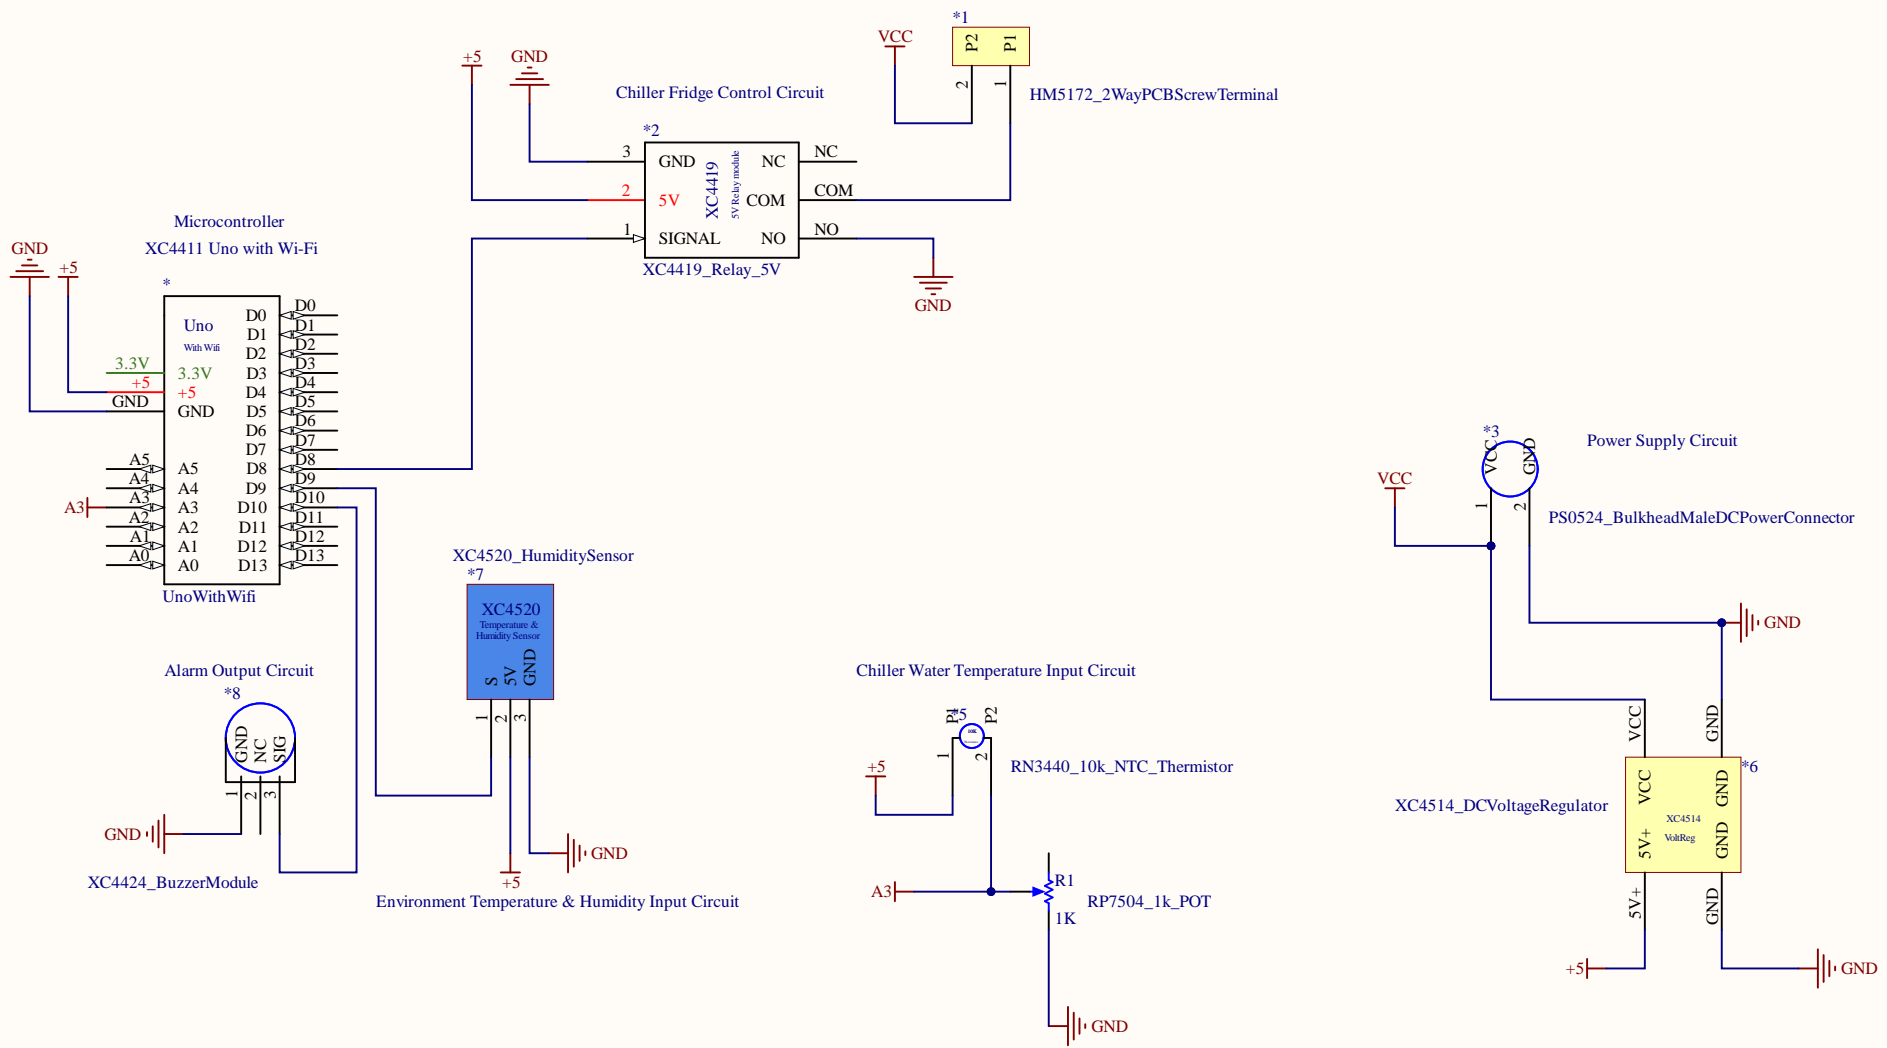 *1
VCC
P2
P1
2
1
HM5172_2WayPCBScrewTerminal
+5
GND
Chiller Fridge Control Circuit
*2
3
GND
NC
NC
2
5V
XC4419
5V Relay module
COM
COM
1
SIGNAL
NO
NO
XC4419_Relay_5V
GND
Microcontroller
XC4411 Uno with Wi-Fi
GND
+5
*
Uno
With Wifi
3.3V
3.3V
+5
+5
GND
GND
D0
D0
D1
D1
D2
D2
D3
D3
D4
D4
D5
D5
D6
D6
D7
D7
D8
D8
D9
D9
D10
D10
D11
D11
D12
D12
D13
D13
A5
A5
A4
A4
A3
A3
A3
A2
A2
A1
A1
A0
A0
UnoWithWifi
Alarm Output Circuit
*8
GND
NC
SIG
1
2
3
GND
XC4424_BuzzerModule
XC4520_HumiditySensor
*7
XC4520
Temperature &
Humidity Sensor
S
5V
GND
1
2
3
GND
+5
Environment Temperature & Humidity Input Circuit
Chiller Water Temperature Input Circuit
P1
*5
P2
10K
1
2
RN3440_10k_NTC_Thermistor
+5
A3
R1
1K
RP7504_1k_POT
GND
Power Supply Circuit
*3
VCC
GND
1
2
VCC
PS0524_BulkheadMaleDCPowerConnector
GND
VCC
GND
*6
VCC
GND
XC4514_DCVoltageRegulator
XC4514
VoltReg
5V+
GND
5V+
GND
+5
GND